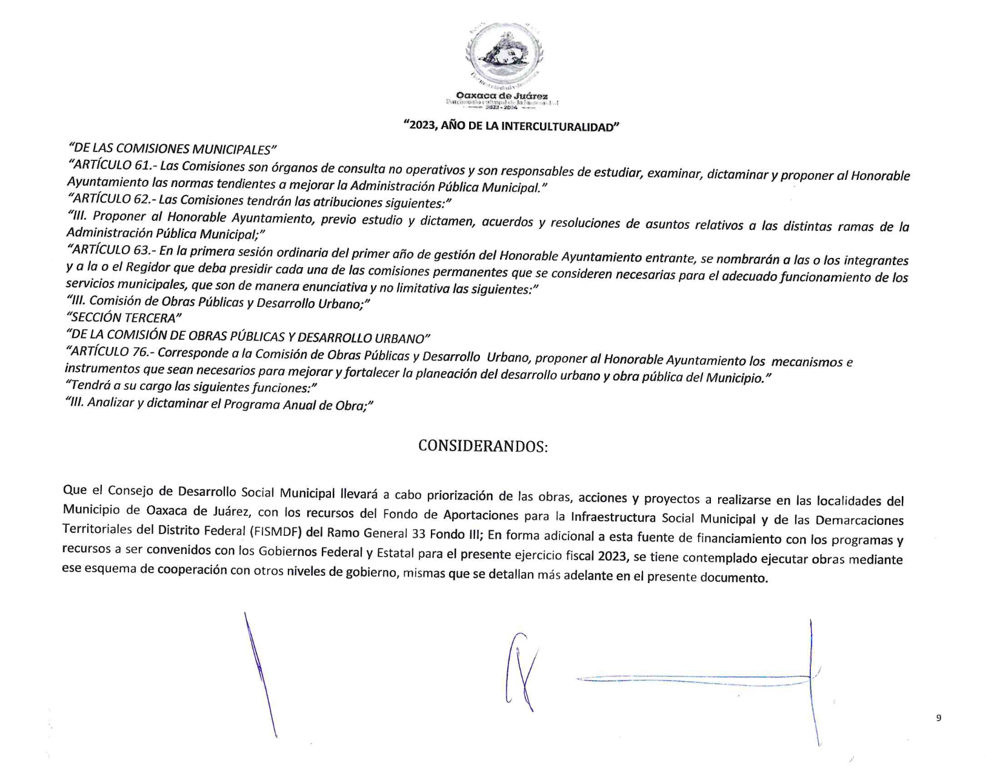 Oaxaca de Juárez
Patrimonio cultural de la humanidad
2022 - 2024
“2023, AÑO DE LA INTERCULTURALIDAD”
“DE LAS COMISIONES MUNICIPALES”
“ARTÍCULO 61.- Las Comisiones son órganos de consulta no operativos y son responsables de estudiar, examinar, dictaminar y proponer al Honorable
Ayuntamiento las normas tendientes a mejorar la Administración Pública Municipal.”
“ARTÍCULO 62.- Las Comisiones tendrán las atribuciones siguientes:”
“III. Proponer al Honorable Ayuntamiento, previo estudio y dictamen, acuerdos y resoluciones de asuntos relativos a las distintas ramas de la
Administración Pública Municipal;”
“ARTÍCULO 63.- En la primera sesión ordinaria del primer año de gestión del Honorable Ayuntamiento entrante, se nombrarán a las o los integrantes
y a la o el Regidor que deba presidir cada una de las comisiones permanentes que se consideren necesarias para el adecuado funcionamiento de los
servicios municipales, que son de manera enunciativa y no limitativa las siguientes:”
“III. Comisión de Obras Públicas y Desarrollo Urbano;”
“SECCIÓN TERCERA”
“DE LA COMISIÓN DE OBRAS PÚBLICAS Y DESARROLLO URBANO”
“ARTÍCULO 76.- Corresponde a la Comisión de Obras Públicas y Desarrollo Urbano, proponer al Honorable Ayuntamiento los mecanismos e
instrumentos que sean necesarios para mejorar y fortalecer la planeación del desarrollo urbano y obra pública del Municipio.”
“Tendrá a su cargo las siguientes funciones:”
“III. Analizar y dictaminar el Programa Anual de Obra;”
CONSIDERANDOS:
Que el Consejo de Desarrollo Social Municipal llevará a cabo priorización de las obras, acciones y proyectos a realizarse en las localidades del
Municipio de Oaxaca de Juárez, con los recursos del Fondo de Aportaciones para la Infraestructura Social Municipal y de las Demarcaciones
Territoriales del Distrito Federal (FISMDF) del Ramo General 33 Fondo III; En forma adicional a esta fuente de financiamiento con los programas y
recursos a ser convenidos con los Gobiernos Federal y Estatal para el presente ejercicio fiscal 2023, se tiene contemplado ejecutar obras mediante
ese esquema de cooperación con otros niveles de gobierno, mismas que se detallan más adelante en el presente documento.
9